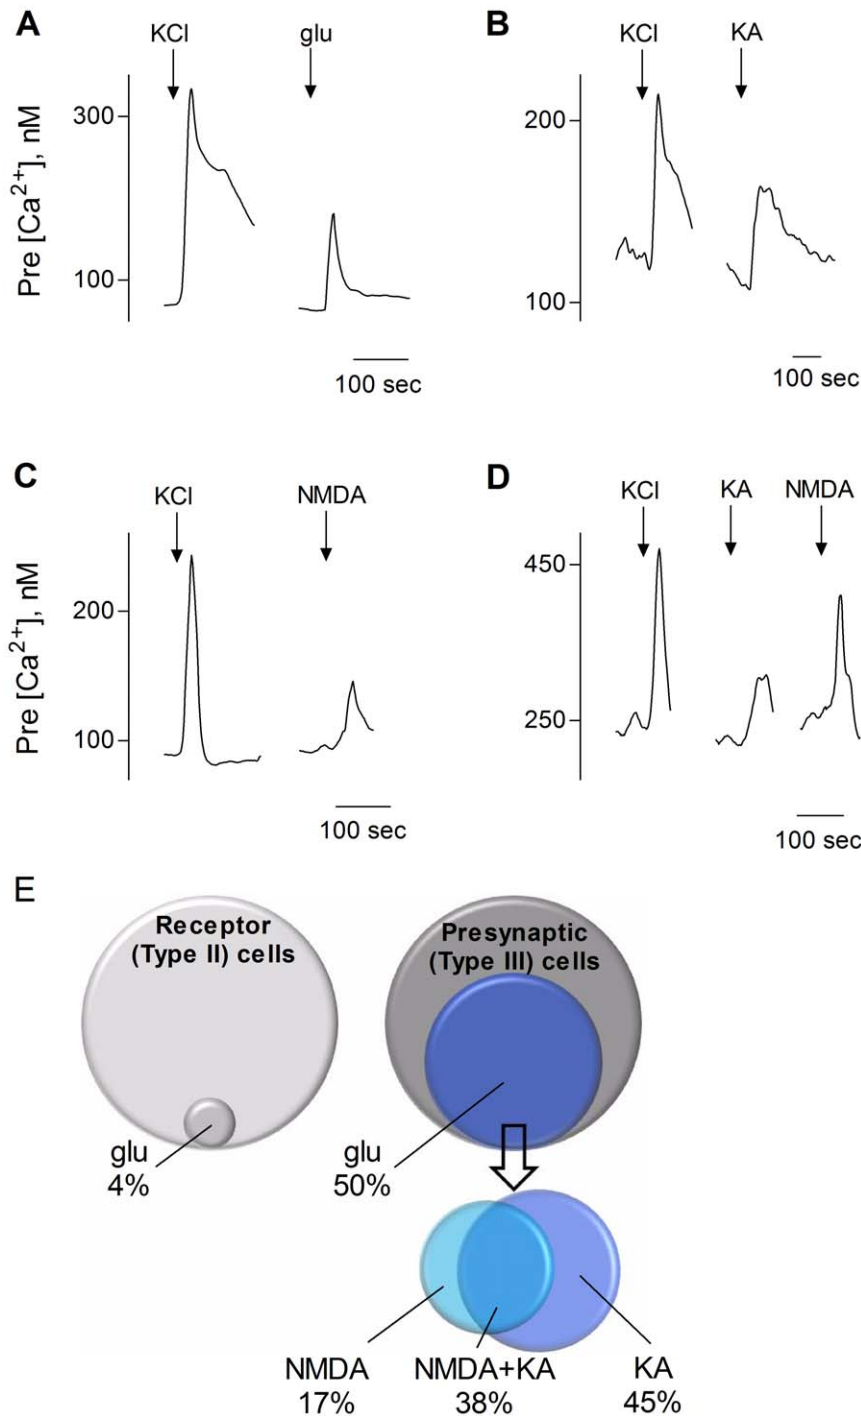 A
KCl
glu
Pre [Ca2+], nM
300
100
100 sec
B
KCl
KA
200
100
100 sec
C
KCl
NMDA
Pre [Ca2+], nM
200
100
100 sec
D
KCl
KA
NMDA
450
250
100 sec
E
Receptor
(Type II) cells
glu
4%
Presynaptic
(Type III) cells
glu
50%
NMDA
17%
NMDA+KA
38%
KA
45%